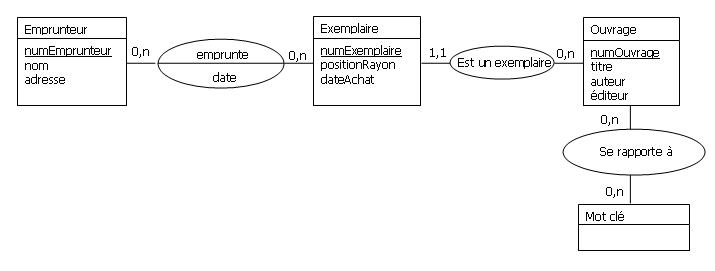 Emprunteur
numEmprunteur
nom
adresse
0,n
emprunte
date
0,n
Exemplaire
numExemplaire
positionRayon
dateAchat
1,1
Est un exemplaire
0,n
Ouvrage
numOuvrage
titre
auteur
éditeur
0,n
Se rapporte à
0,n
Mot clé